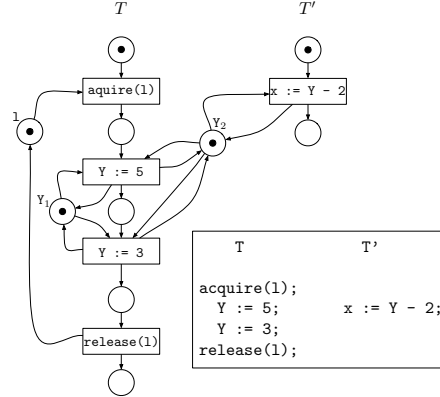 T T′
aquire(l)
x := Y - 2
l
Y₂
Y := 5
Y₁
Y := 3
T T'
acquire(l);
Y := 5; x := Y - 2;
Y := 3;
release(l);
release(l)